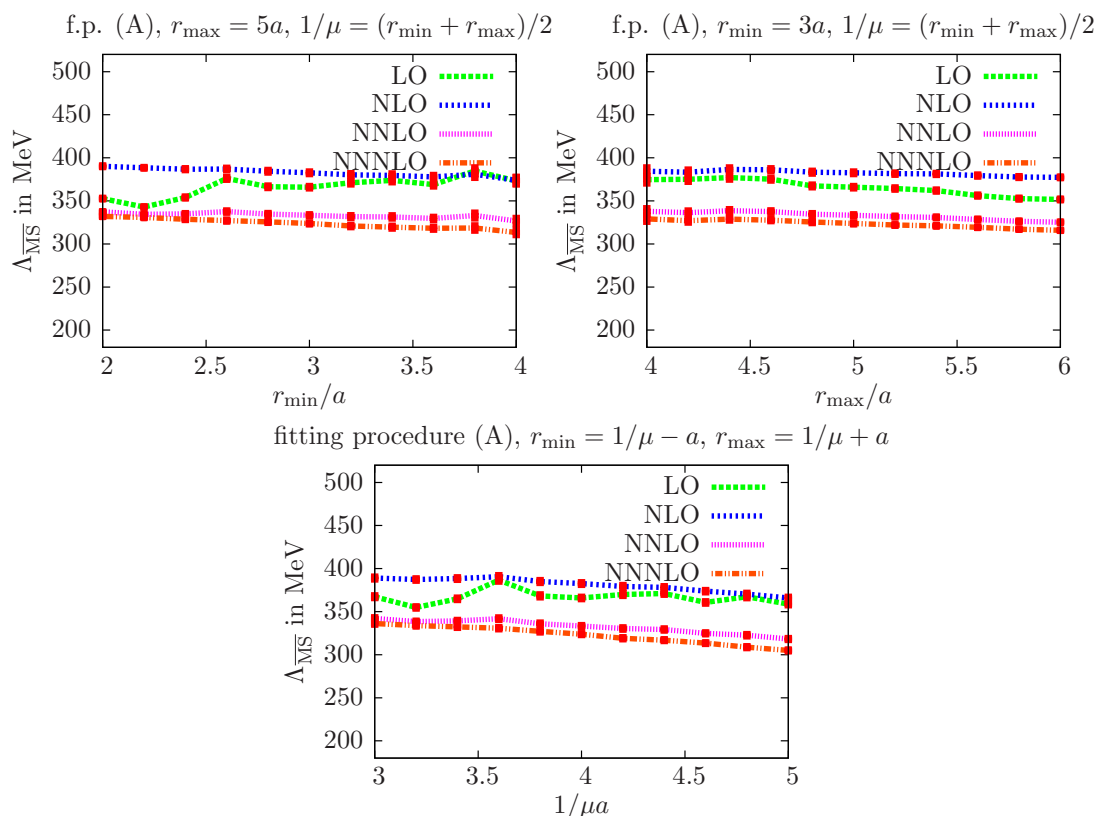 f.p. (A), r_min... 
f.p. (A), r_max = 5a, 1/μ = (r_min + r_max)/2
500
450
400
350
300
250
200
Λ_MS̅ in MeV
LO
NLO
NNLO
NNNLO
2
2.5
3
3.5
4
r_min/a
f.p. (A), r_min = 3a, 1/μ = (r_min + r_max)/2
500
450
400
350
300
250
200
Λ_MS̅ in MeV
LO
NLO
NNLO
NNNLO
4
4.5
5
5.5
6
r_max/a
fitting procedure (A), r_min = 1/μ − a, r_max = 1/μ + a
500
450
400
350
300
250
200
Λ_MS̅ in MeV
LO
NLO
NNLO
NNNLO
3
3.5
4
4.5
5
1/μa